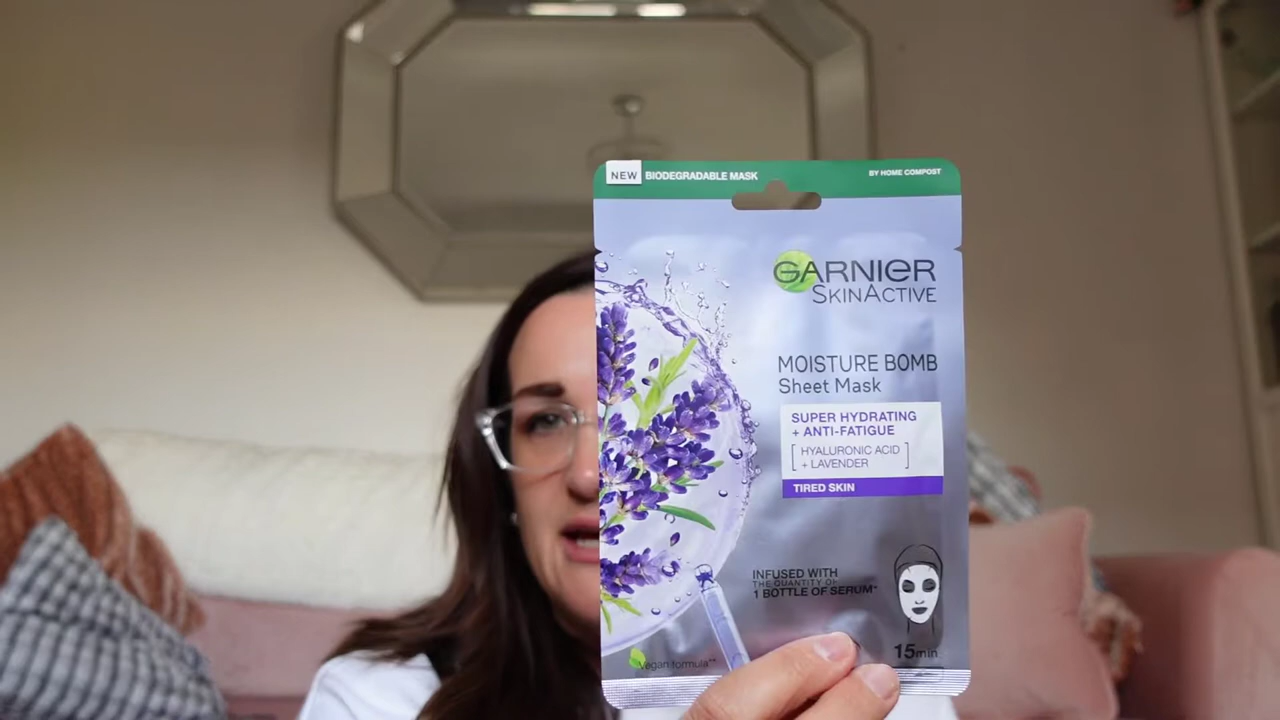 NEW BIODEGRADABLE MASK BY HOME COMPOST
GARNIER
SKINACTIVE
MOISTURE BOMB
Sheet Mask
SUPER HYDRATING
+ ANTI-FATIGUE
[HYALURONIC ACID
+ LAVENDER]
TIRED SKIN
INFUSED WITH
THE QUANTITY OF
1 BOTTLE OF SERUM*
15min
Vegan formula**